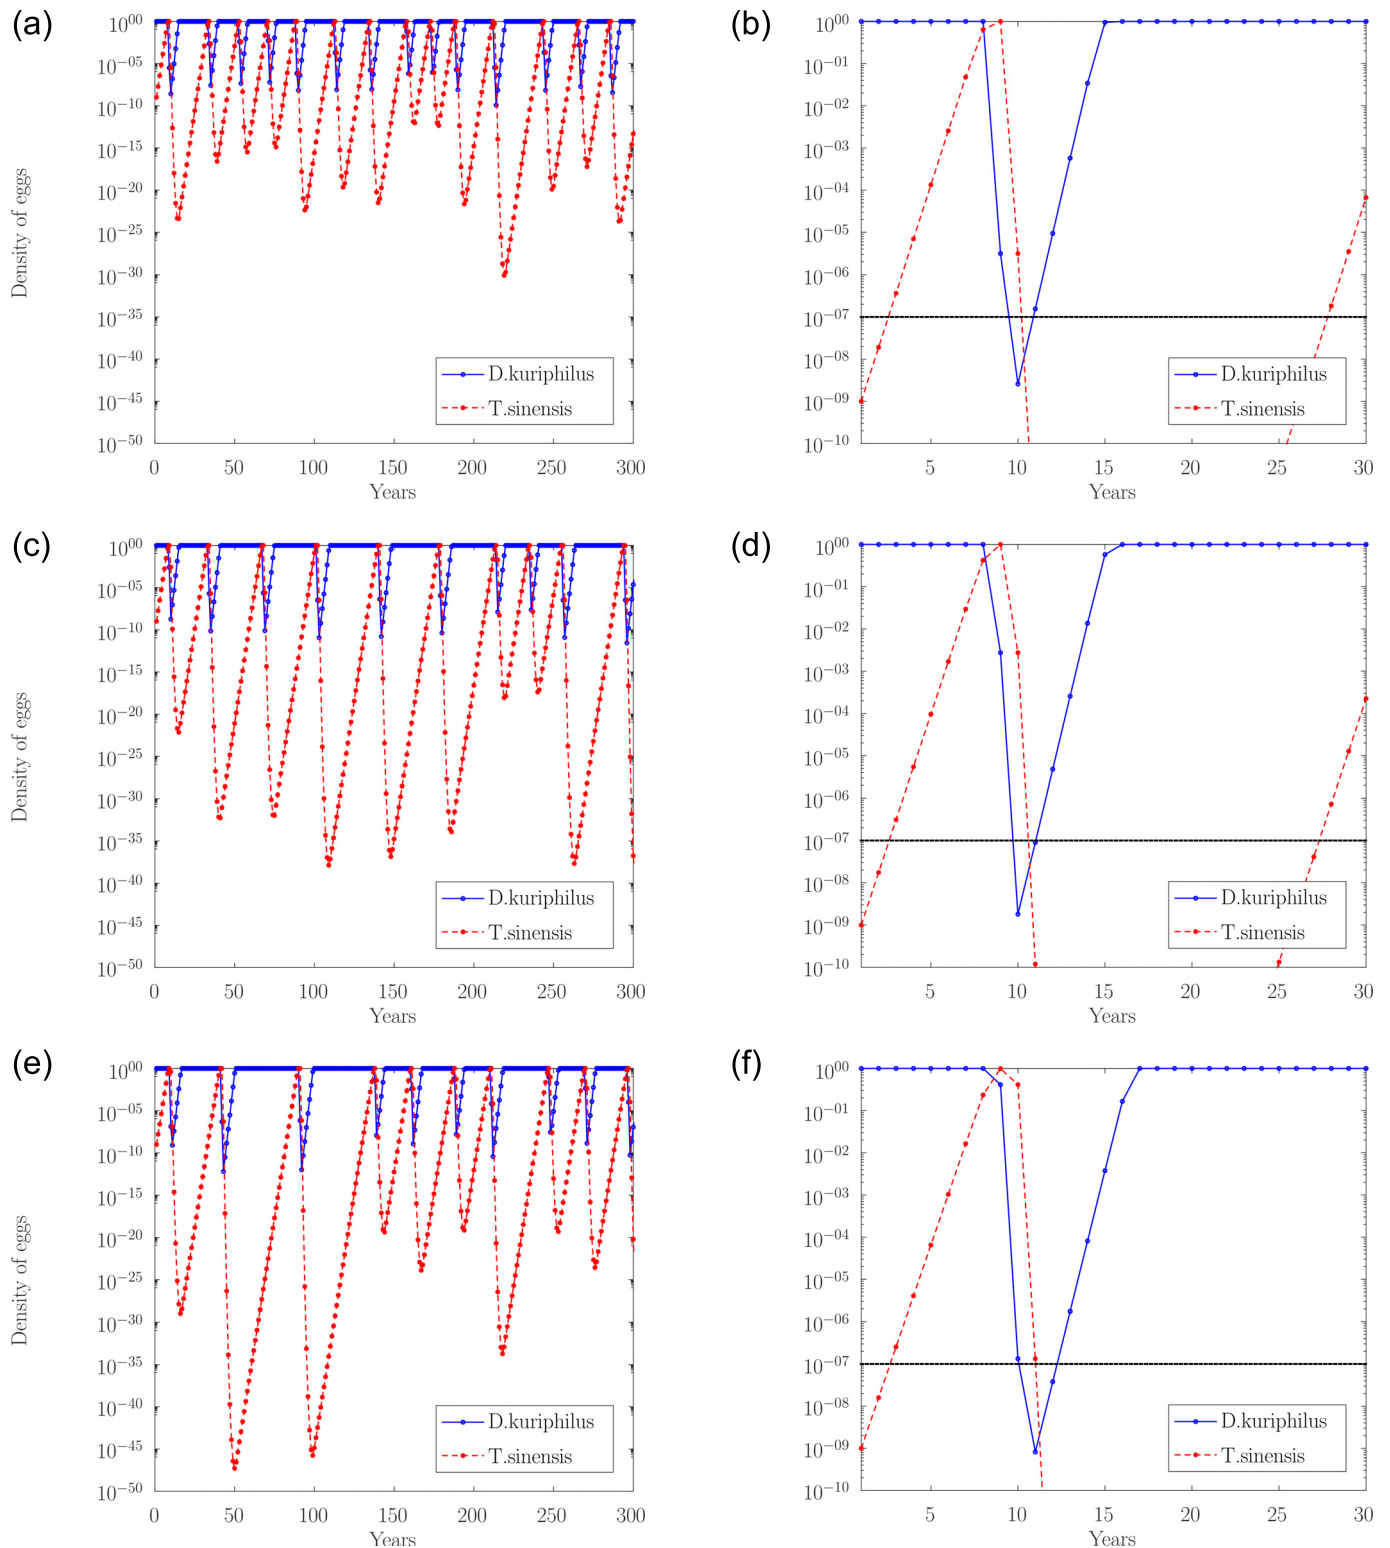 (a)
10^00
10^-05
10^-10
10^-15
10^-20
10^-25
10^-30
10^-35
10^-40
10^-45
10^-50
Density of eggs
D.kuriphilus
T.sinensis
0 50 100 150 200 250 300
Years
(b)
10^00
10^-01
10^-02
10^-03
10^-04
10^-05
10^-06
10^-07
10^-08
10^-09
10^-10
D.kuriphilus
T.sinensis
5 10 15 20 25 30
Years
(c)
10^00
10^-05
10^-10
10^-15
10^-20
10^-25
10^-30
10^-35
10^-40
10^-45
10^-50
Density of eggs
D.kuriphilus
T.sinensis
0 50 100 150 200 250 300
Years
(d)
10^00
10^-01
10^-02
10^-03
10^-04
10^-05
10^-06
10^-07
10^-08
10^-09
10^-10
D.kuriphilus
T.sinensis
5 10 15 20 25 30
Years
(e)
10^00
10^-05
10^-10
10^-15
10^-20
10^-25
10^-30
10^-35
10^-40
10^-45
10^-50
Density of eggs
D.kuriphilus
T.sinensis
0 50 100 150 200 250 300
Years
(f)
10^00
10^-01
10^-02
10^-03
10^-04
10^-05
10^-06
10^-07
10^-08
10^-09
10^-10
D.kuriphilus
T.sinensis
5 10 15 20 25 30
Years